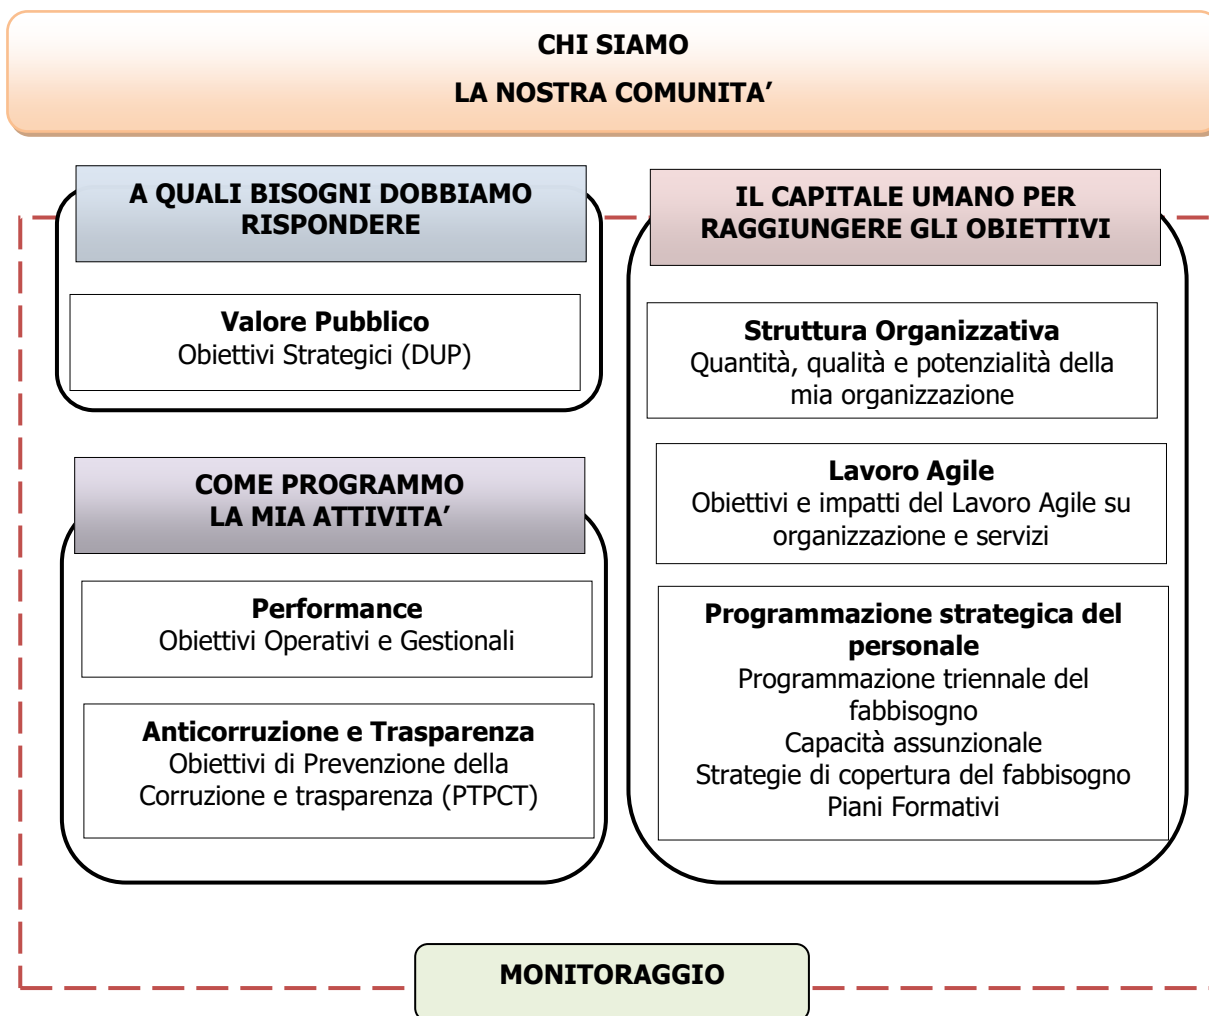 CHI SIAMO
LA NOSTRA COMUNITA’
A QUALI BISOGNI DOBBIAMO
RISPONDERE
Valore Pubblico
Obiettivi Strategici (DUP)
COME PROGRAMMO
LA MIA ATTIVITA’
Performance
Obiettivi Operativi e Gestionali
Anticorruzione e Trasparenza
Obiettivi di Prevenzione della
Corruzione e trasparenza (PTPCT)
IL CAPITALE UMANO PER
RAGGIUNGERE GLI OBIETTIVI
Struttura Organizzativa
Quantità, qualità e potenzialità della
mia organizzazione
Lavoro Agile
Obiettivi e impatti del Lavoro Agile su
organizzazione e servizi
Programmazione strategica del
personale
Programmazione triennale del
fabbisogno
Capacità assunzionale
Strategie di copertura del fabbisogno
Piani Formativi
MONITORAGGIO